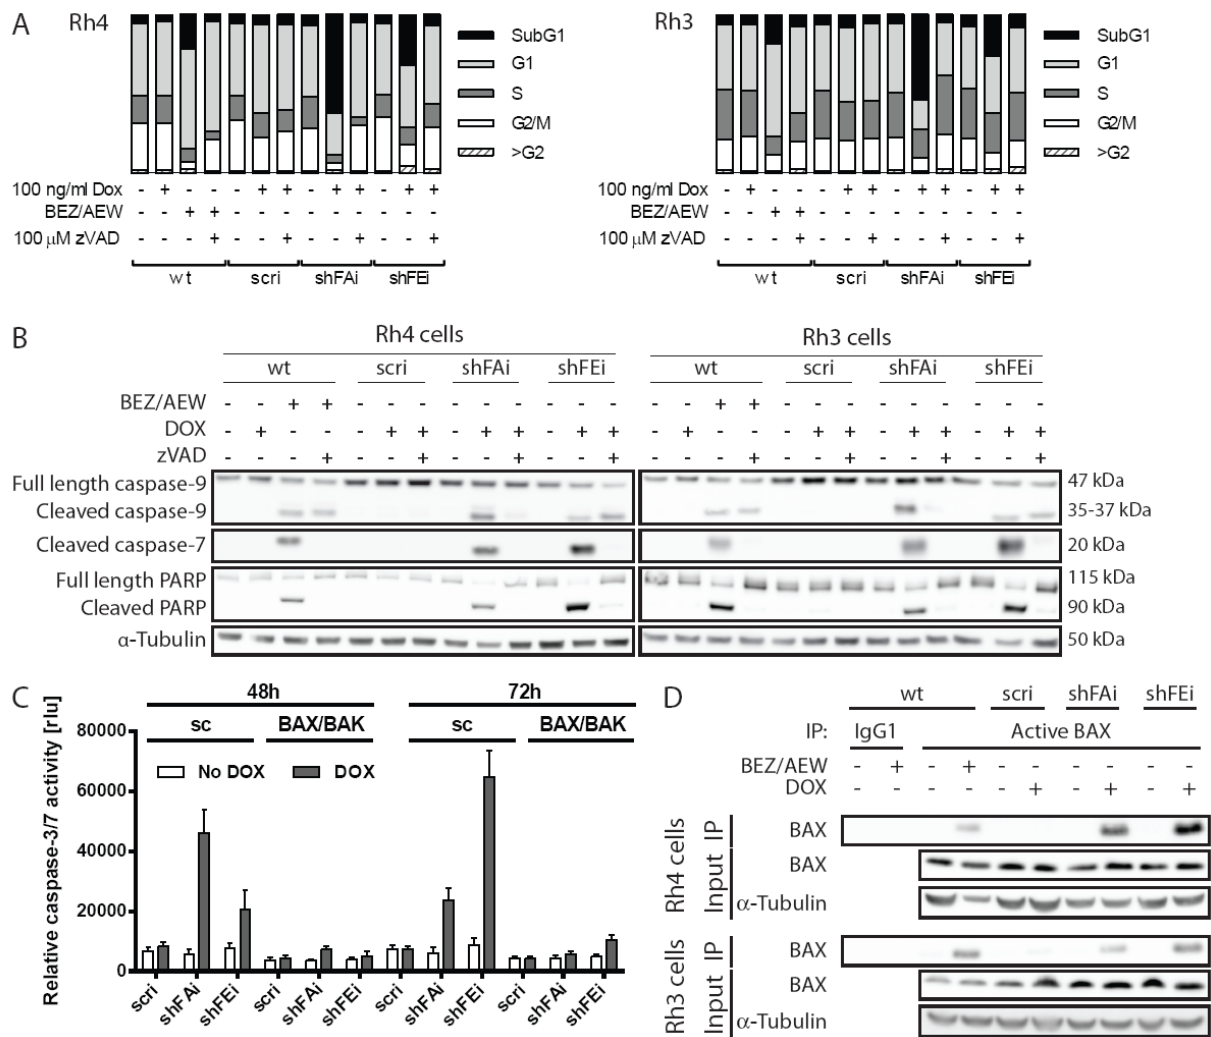 A
Rh4
SubG1
G1
S
G2/M
>G2
100 ng/ml Dox - + - - - + + - + + - + +
BEZ/AEW - - + + - - - - - - - - -
100 µM zVAD - - - + - - + - - + - - +
wt scri shFAi shFEi
Rh3
SubG1
G1
S
G2/M
>G2
100 ng/ml Dox - + - - - + + - + + - + +
BEZ/AEW - - + + - - - - - - - - -
100 µM zVAD - - - + - - + - - + - - +
wt scri shFAi shFEi
B
Rh4 cells Rh3 cells
wt scri shFAi shFEi wt scri shFAi shFEi
BEZ/AEW - - + + - - - - - - - - - - - + + - - - - - - - - -
DOX - + - - - + + - + + - + + - + - - - + + - + + - + +
zVAD - - - + - - + - - + - - + - - - + - - + - - + - - +
Full length caspase-9 47 kDa
Cleaved caspase-9 35-37 kDa
Cleaved caspase-7 20 kDa
Full length PARP 115 kDa
Cleaved PARP 90 kDa
α-Tubulin 50 kDa
C
48h 72h
sc BAX/BAK sc BAX/BAK
No DOX DOX
Relative caspase-3/7 activity [rlu]
80000
60000
40000
20000
0
scri shFAi shFEi scri shFAi shFEi scri shFAi shFEi scri shFAi shFEi
D
wt scri shFAi shFEi
IP: IgG1 Active BAX
BEZ/AEW - + - + - - - - - -
DOX - - - - - + - + - +
Rh4 cells
IP BAX
Input BAX
α-Tubulin
Rh3 cells
IP BAX
Input BAX
α-Tubulin